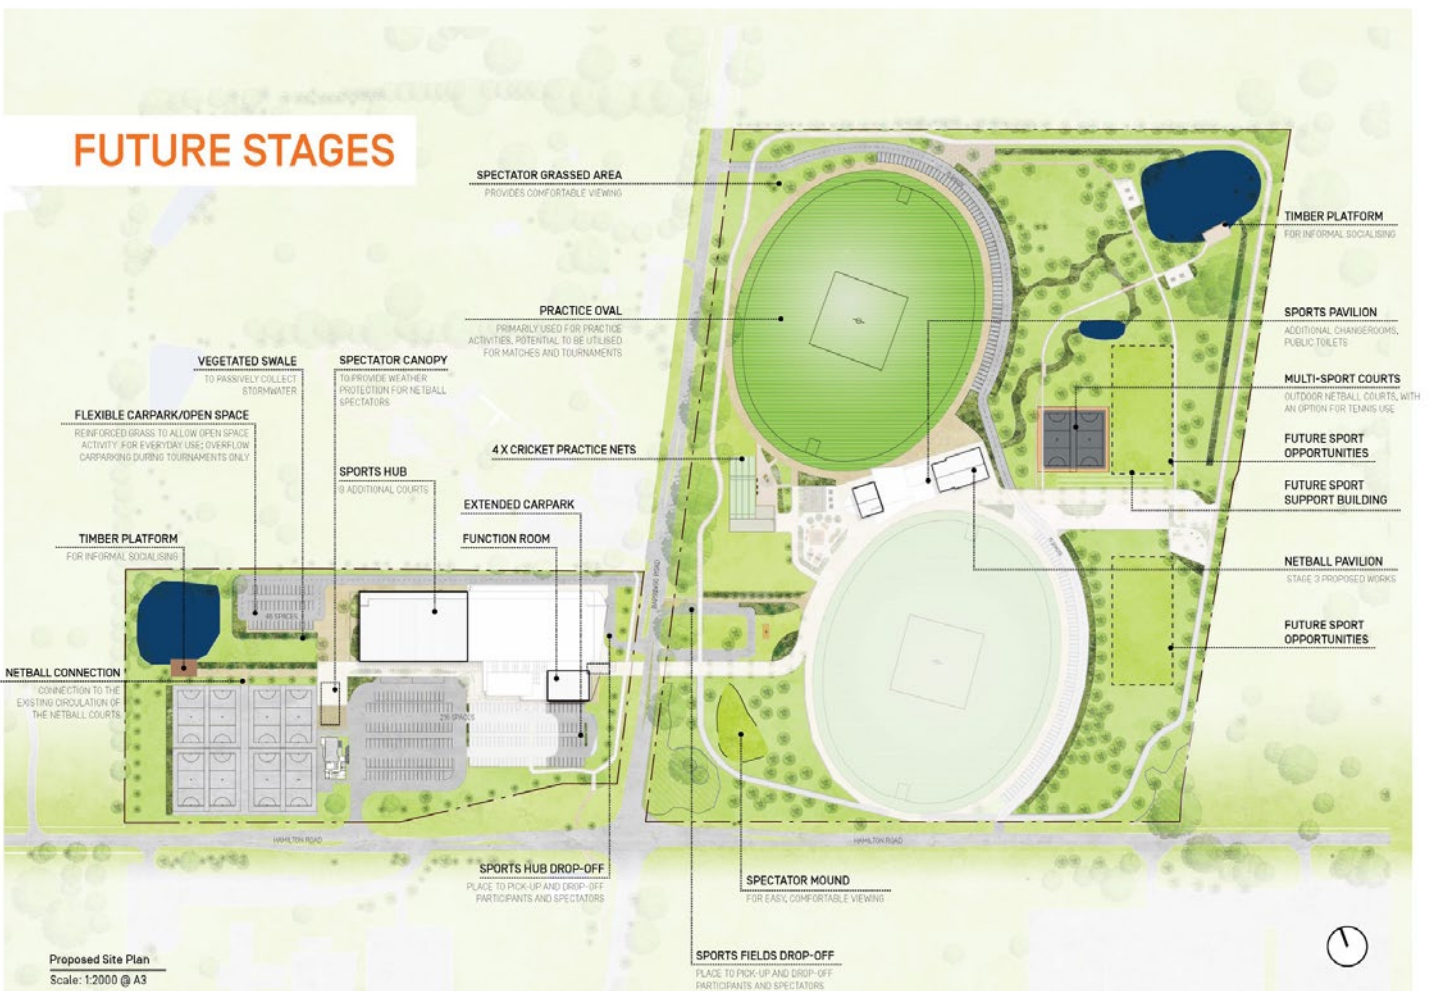 FUTURE STAGES
SPECTATOR GRASSED AREA
PROVIDES COMFORTABLE VIEWING
PRACTICE OVAL
PRIMARILY USED FOR PRACTICE
ACTIVITIES, POTENTIAL TO BE UTILISED
FOR MATCHES AND TOURNAMENTS
VEGETATED SWALE
TO PASSIVELY COLLECT
STORMWATER
SPECTATOR CANOPY
TO PROVIDE WEATHER
PROTECTION FOR NETBALL
SPECTATORS
FLEXIBLE CARPARK/OPEN SPACE
REINFORCED GRASS TO ALLOW OPEN SPACE
ACTIVITY FOR EVERYDAY USE; OVERFLOW
CARPARKING DURING TOURNAMENTS ONLY
SPORTS HUB
ADDITIONAL COURTS
4 X CRICKET PRACTICE NETS
EXTENDED CARPARK
FUNCTION ROOM
TIMBER PLATFORM
FOR INFORMAL SOCIALISING
NETBALL CONNECTION
CONNECTION TO THE
EXISTING CIRCULATION OF
THE NETBALL COURTS
SPACES
SPACES
HAMILTON ROAD
HAMILTON ROAD
TIMBER PLATFORM
FOR INFORMAL SOCIALISING
SPORTS PAVILION
ADDITIONAL CHANGEROOMS,
PUBLIC TOILETS
MULTI-SPORT COURTS
OUTDOOR NETBALL COURTS, WITH
AN OPTION FOR TENNIS USE
FUTURE SPORT
OPPORTUNITIES
FUTURE SPORT
SUPPORT BUILDING
NETBALL PAVILION
STAGE 3 PROPOSED WORKS
FUTURE SPORT
OPPORTUNITIES
SPORTS HUB DROP-OFF
PLACE TO PICK-UP AND DROP-OFF
PARTICIPANTS AND SPECTATORS
SPECTATOR MOUND
FOR EASY, COMFORTABLE VIEWING
SPORTS FIELDS DROP-OFF
PLACE TO PICK-UP AND DROP-OFF
PARTICIPANTS AND SPECTATORS
Proposed Site Plan
Scale: 1:2000 @ A3